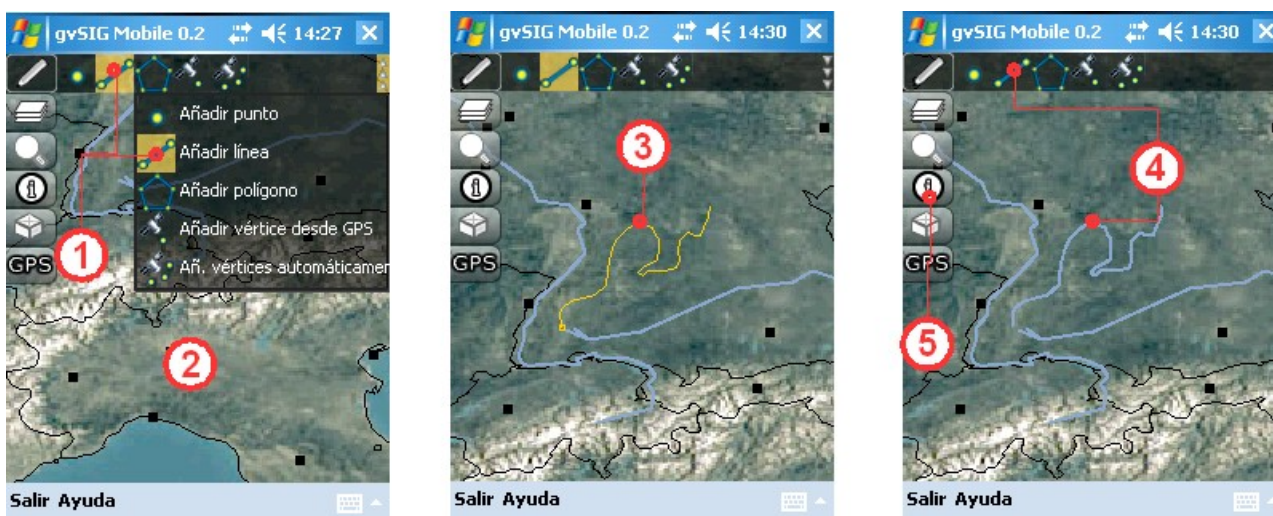 gvSIG Mobile 0.2 14:27
Añadir punto
Añadir línea
Añadir polígono
Añadir vértice desde GPS
Añ. vértices automáticamen
GPS
1
2
Salir Ayuda
gvSIG Mobile 0.2 14:30
3
GPS
Salir Ayuda
gvSIG Mobile 0.2 14:30
4
GPS
5
Salir Ayuda